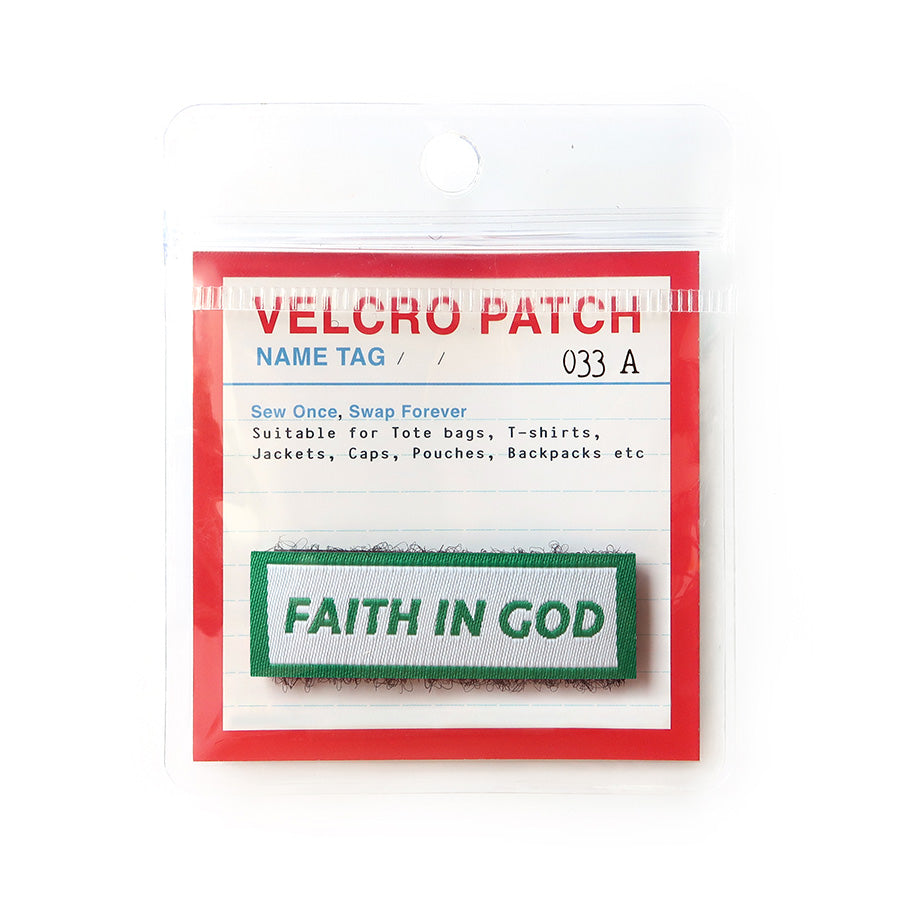 VELCRO PATCH
NAME TAG / / 033 A
Sew Once, Swap Forever
Suitable for Tote bags, T-shirts,
Jackets, Caps, Pouches, Backpacks etc
FAITH IN GOD